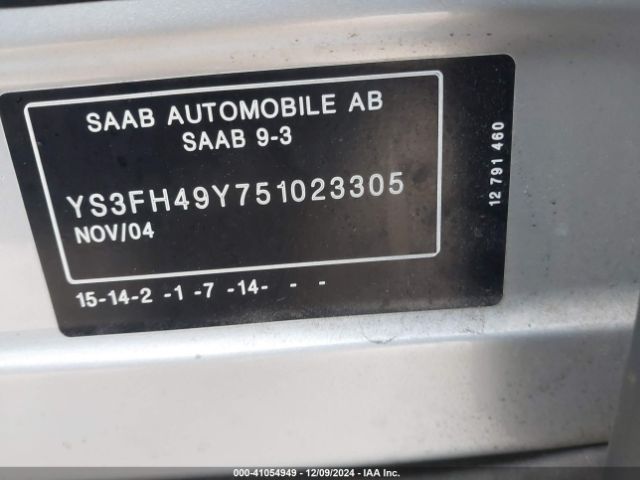 SAAB AUTOMOBILE AB
SAAB 9-3
YS3FH49Y751023305
NOV/04
15-14-2 -1 -7 -14- - -
12 791 460
000-41054949 - 12/09/2024 - IAA Inc.